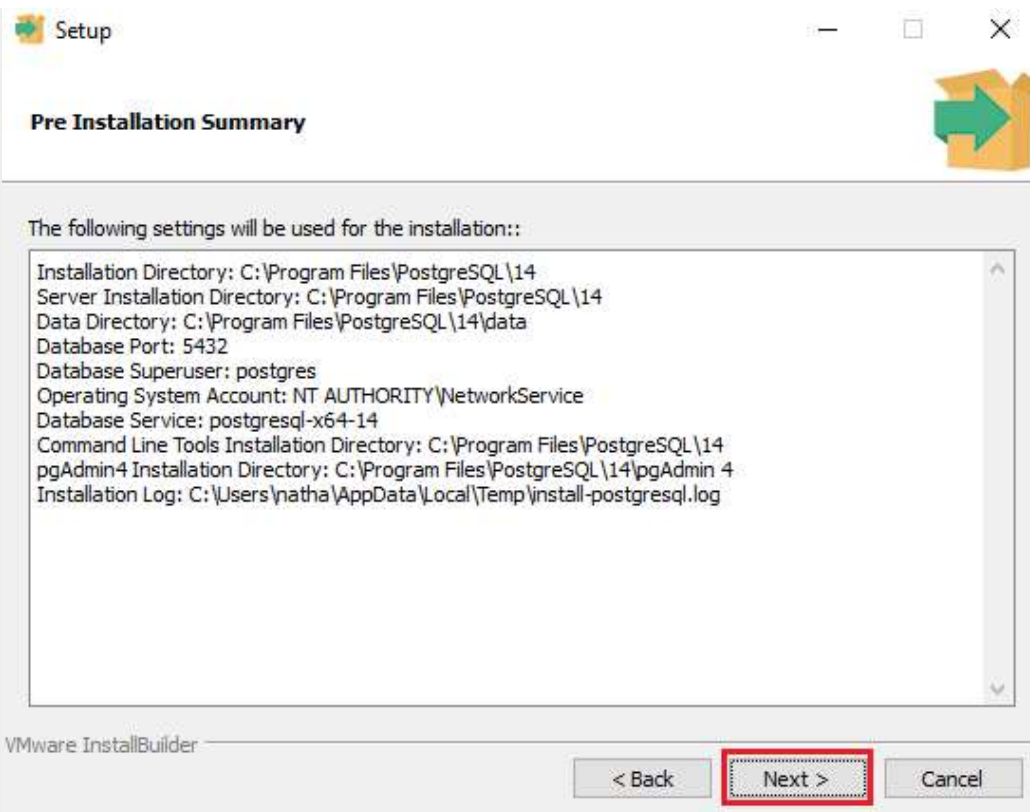 Setup
Pre Installation Summary
The following settings will be used for the installation::
Installation Directory: C:\Program Files\PostgreSQL\14
Server Installation Directory: C:\Program Files\PostgreSQL\14
Data Directory: C:\Program Files\PostgreSQL\14\data
Database Port: 5432
Database Superuser: postgres
Operating System Account: NT AUTHORITY\NetworkService
Database Service: postgresql-x64-14
Command Line Tools Installation Directory: C:\Program Files\PostgreSQL\14
pgAdmin4 Installation Directory: C:\Program Files\PostgreSQL\14\pgAdmin 4
Installation Log: C:\Users\natha\AppData\Local\Temp\install-postgresql.log
VMware InstallBuilder
< Back Next > Cancel